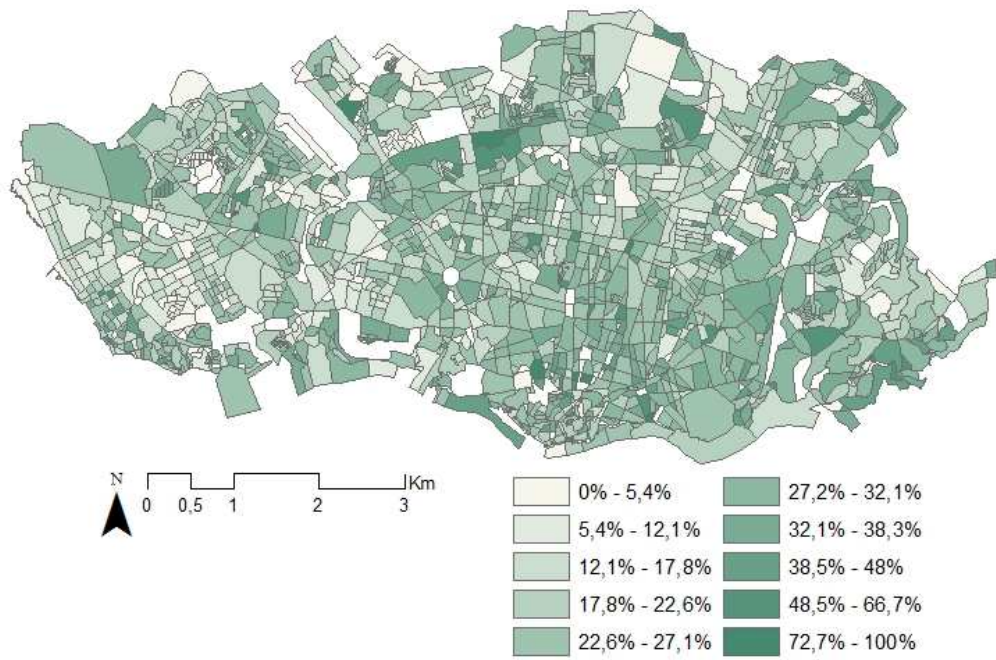 N
Km
0 0,5 1 2 3
0% - 5,4%
5,4% - 12,1%
12,1% - 17,8%
17,8% - 22,6%
22,6% - 27,1%
27,2% - 32,1%
32,1% - 38,3%
38,5% - 48%
48,5% - 66,7%
72,7% - 100%